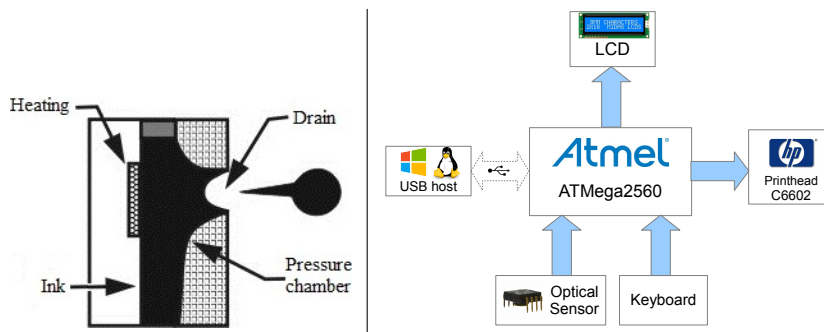 Heating
Drain
Pressure
chamber
Ink
LCD
Atmel
ATMega2560
USB host
hp
Printhead
C6602
Optical
Sensor
Keyboard